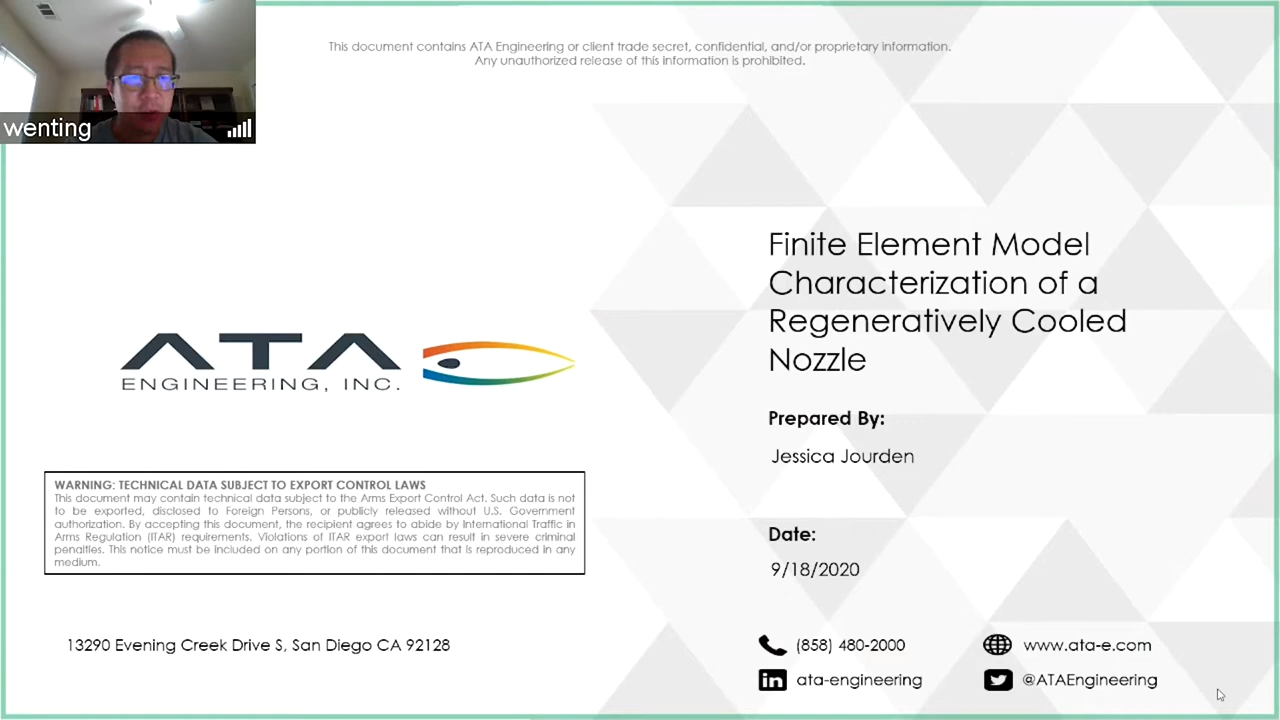 This document contains ATA Engineering or client trade secret, confidential, and/or proprietary information.
Any unauthorized release of this information is prohibited.
wenting
Finite Element Model
Characterization of a
Regeneratively Cooled
Nozzle
ATA
ENGINEERING, INC.
Prepared By:
Jessica Jourden
WARNING: TECHNICAL DATA SUBJECT TO EXPORT CONTROL LAWS
This document may contain technical data subject to the Arms Export Control Act. Such data is not
to be exported, disclosed to Foreign Persons, or publicly released without U.S. Government
authorization. By accepting this document, the recipient agrees to abide by International Traffic in
Arms Regulation (ITAR) requirements. Violations of ITAR export laws can result in severe criminal
penalties. This notice must be included on any portion of this document that is reproduced in any
medium.
Date:
9/18/2020
13290 Evening Creek Drive S, San Diego CA 92128
(858) 480-2000
www.ata-e.com
in ata-engineering
@ATAEngineering